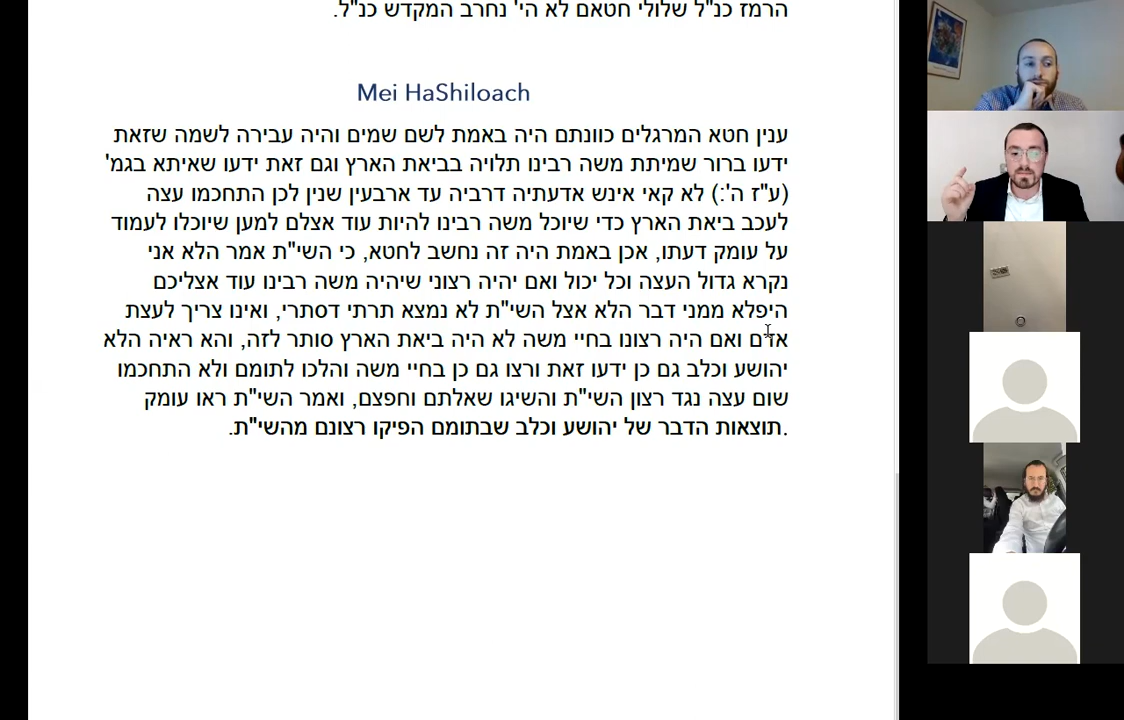 הרמז כנ"ל שלולי חטאם לא הי' נחרב המקדש כנ"ל.
Mei HaShiloach
ענין חטא המרגלים כוונתם היה באמת לשם שמים והיה עבירה לשמה שזאת
ידעו ברור שמיתת משה רבינו תלויה בביאת הארץ וגם זאת ידעו שאיתא בגמ'
(ע"ז ה':) לא קאי אינש אדעתיה דרביה עד ארבעין שנין לכן התחכמו עצה
לעכב ביאת הארץ כדי שיוכל משה רבינו להיות עוד אצלם למען שיוכלו לעמוד
על עומק דעתו, אכן באמת היה זה נחשב לחטא, כי השי"ת אמר הלא אני
נקרא גדול העצה וכל יכול ואם יהיה רצוני שיהיה משה רבינו עוד אצליכם
היפלא ממני דבר הלא אצל השי"ת לא נמצא תרתי דסתרי, ואינו צריך לעצת
אדם ואם היה רצונו בחיי משה לא היה ביאת הארץ סותר לזה, והא ראיה הלא
יהושע וכלב גם כן ידעו זאת ורצו גם כן בחיי משה והלכו לתומם ולא התחכמו
שום עצה נגד רצון השי"ת והשיגו שאלתם וחפצם, ואמר השי"ת ראו עומק
.תוצאות הדבר של יהושע וכלב שבתומם הפיקו רצונם מהשי"ת.